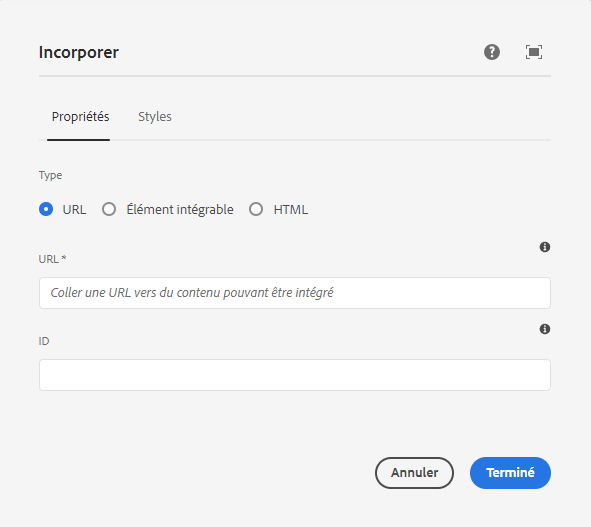 Incorporer
Propriétés Styles
Type
URL Élément intégrable HTML
URL *
Coller une URL vers du contenu pouvant être intégré
ID
Annuler Terminé